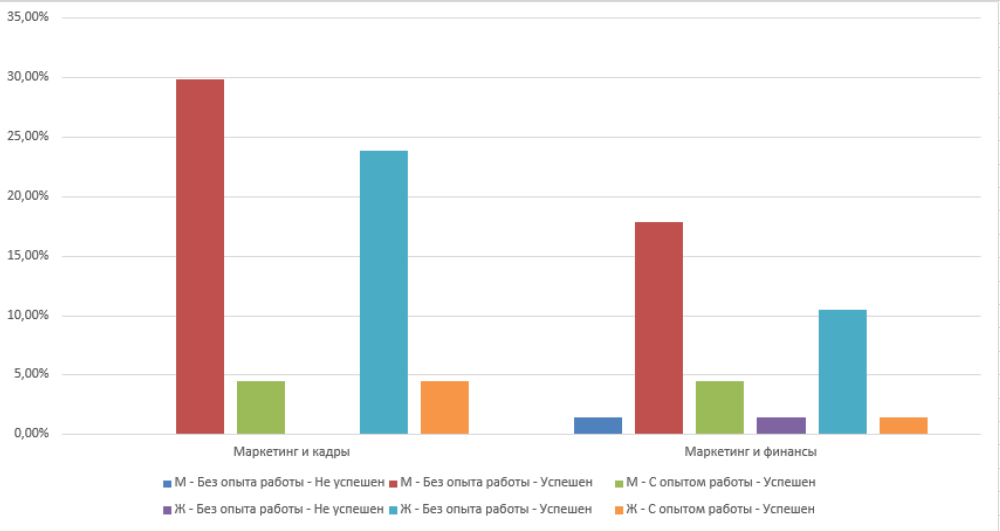 35,00%
30,00%
25,00%
20,00%
15,00%
10,00%
5,00%
0,00%
Маркетинг и кадры Маркетинг и финансы
М - Без опыта работы - Не успешен М - Без опыта работы - Успешен М - С опытом работы - Успешен
Ж - Без опыта работы - Не успешен Ж - Без опыта работы - Успешен Ж - С опытом работы - Успешен